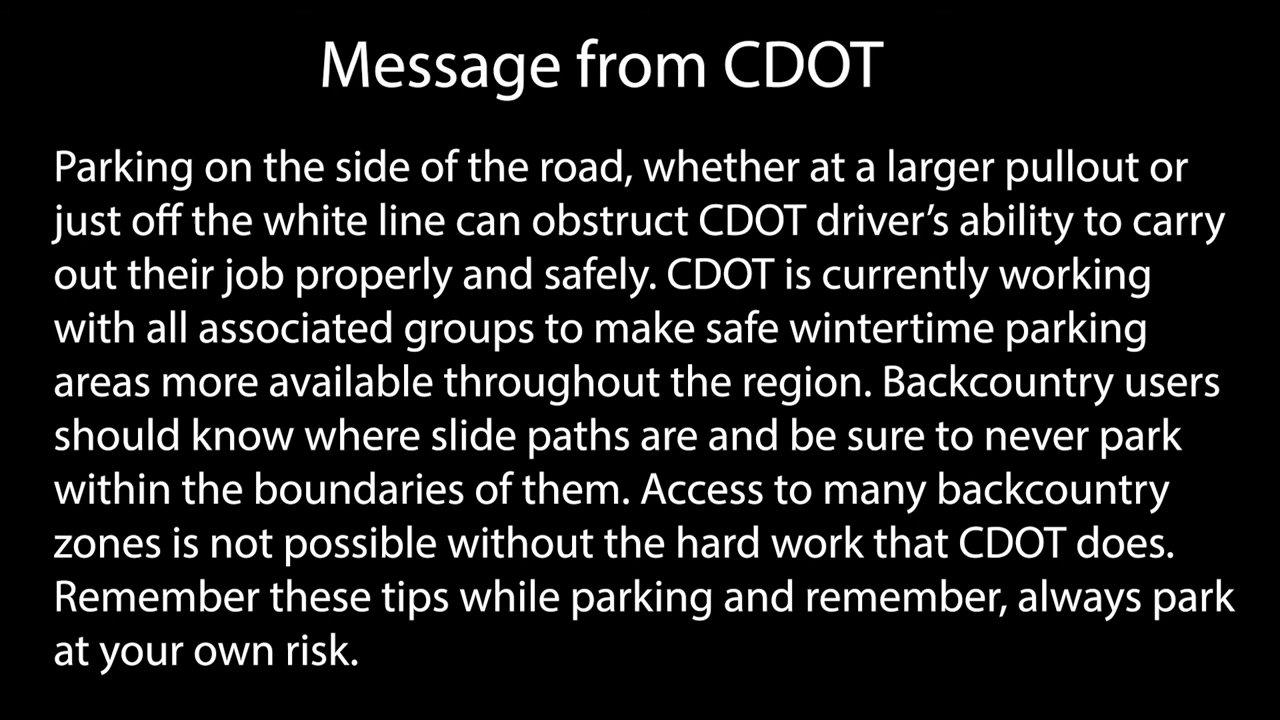 Message from CDOT
Parking on the side of the road, whether at a larger pullout or
just off the white line can obstruct CDOT driver’s ability to carry
out their job properly and safely. CDOT is currently working
with all associated groups to make safe wintertime parking
areas more available throughout the region. Backcountry users
should know where slide paths are and be sure to never park
within the boundaries of them. Access to many backcountry
zones is not possible without the hard work that CDOT does.
Remember these tips while parking and remember, always park
at your own risk.